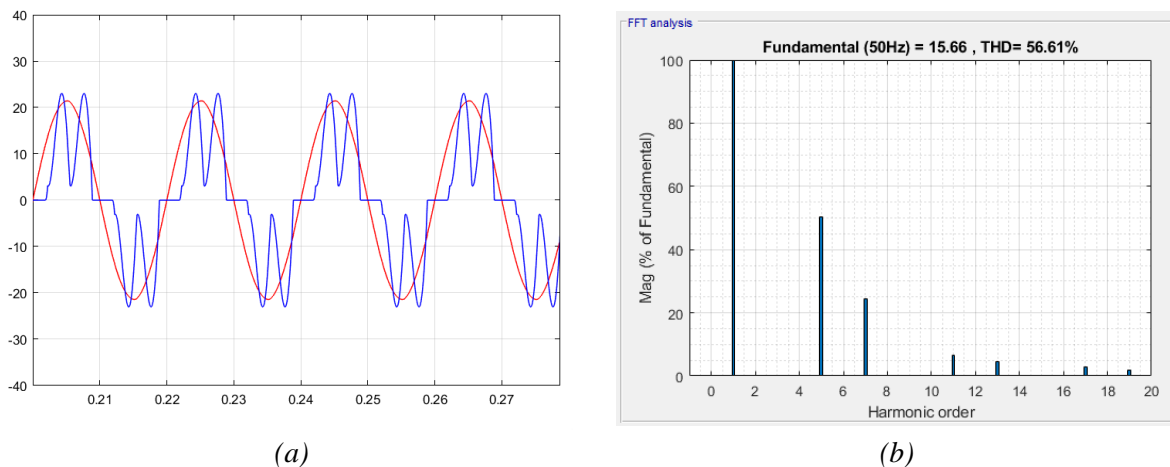 40
30
20
10
0
-10
-20
-30
-40
0.21 0.22 0.23 0.24 0.25 0.26 0.27
(a)
FFT analysis
Fundamental (50Hz) = 15.66 , THD= 56.61%
Mag (% of Fundamental)
100
80
60
40
20
0
0 2 4 6 8 10 12 14 16 18 20
Harmonic order
(b)